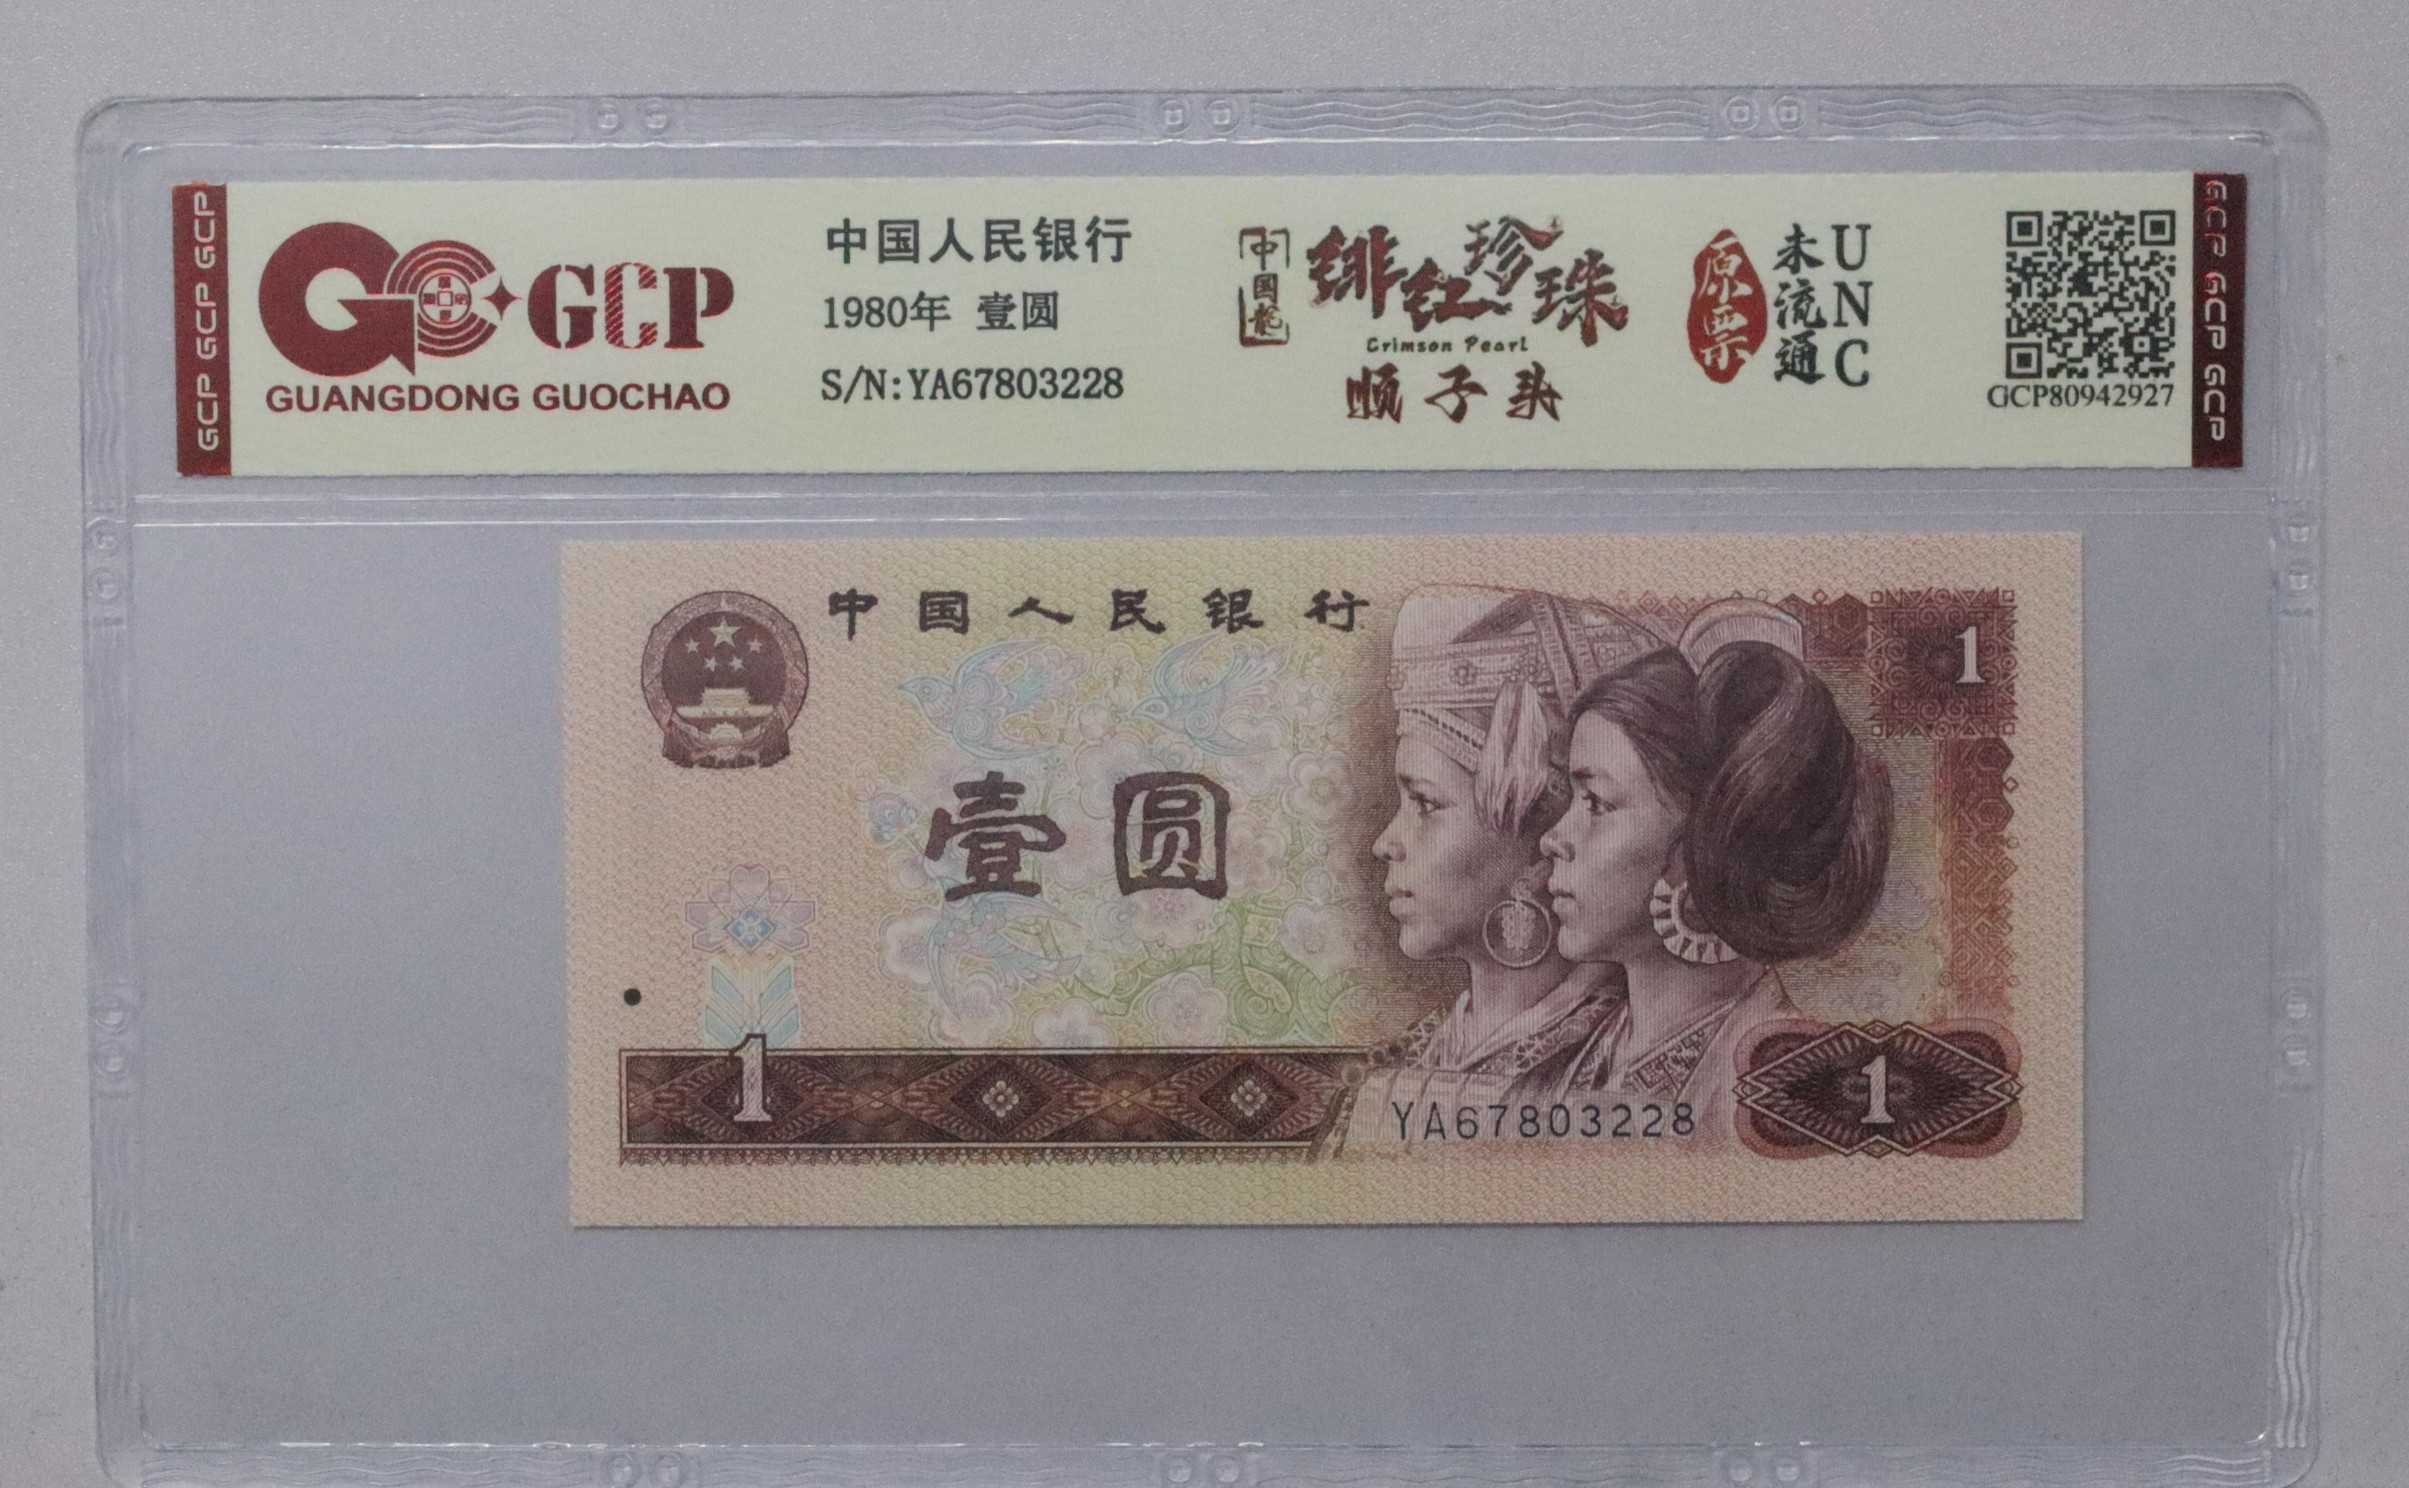 GCP GCP GCP
GCP
GUANGDONG GUOCHAO
中国人民银行
1980年 壹圆
S/N:YA67803228
中国龙
绯红珍珠
Crimson Pearl
顺子头
原票
未流通
UNC
GCP80942927
GCP GCP GCP
中国人民银行
1
壹圆
1
YA67803228
1